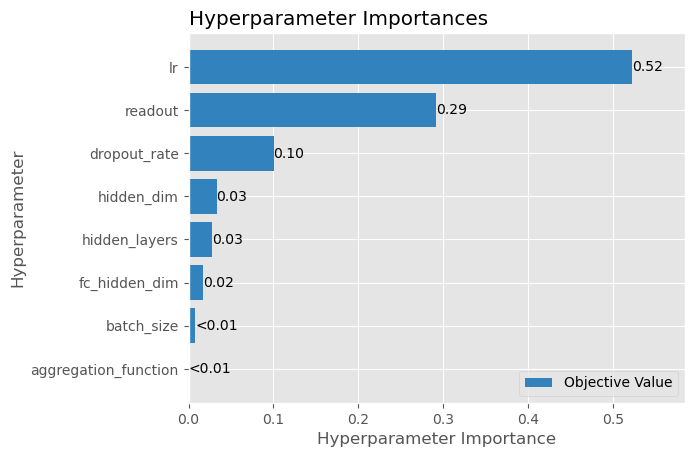 Hyperparameter Importances
Hyperparameter
lr
0.52
readout
0.29
dropout_rate
0.10
hidden_dim
0.03
hidden_layers
0.03
fc_hidden_dim
0.02
batch_size
<0.01
aggregation_function
<0.01
Objective Value
0.0 0.1 0.2 0.3 0.4 0.5
Hyperparameter Importance